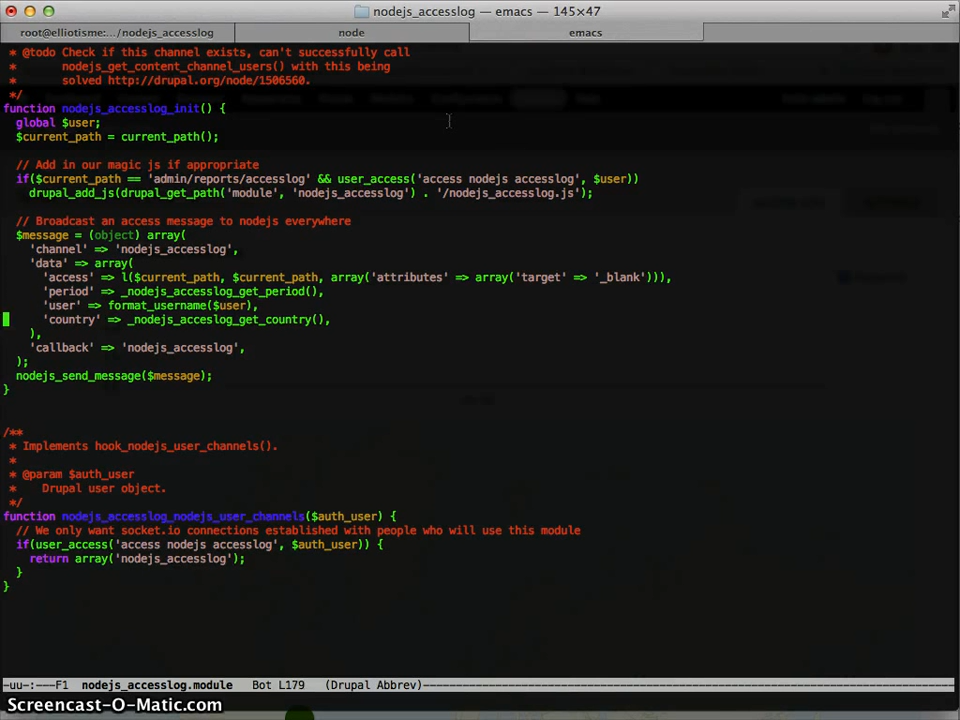 nodejs_accesslog — emacs — 145×47
root@elliotisme:.../nodejs_accesslog node emacs
* @todo Check if this channel exists, can't successfully call
* nodejs_get_content_channel_users() with this being
* solved http://drupal.org/node/1506560.
*/
function nodejs_accesslog_init() {
global $user;
$current_path = current_path();
// Add in our magic js if appropriate
if($current_path == 'admin/reports/accesslog' && user_access('access nodejs accesslog', $user))
drupal_add_js(drupal_get_path('module', 'nodejs_accesslog') . '/nodejs_accesslog.js');
// Broadcast an access message to nodejs everywhere
$message = (object) array(
'channel' => 'nodejs_accesslog',
'data' => array(
'access' => l($current_path, $current_path, array('attributes' => array('target' => '_blank'))),
'period' => _nodejs_accesslog_get_period(),
'user' => format_username($user),
'country' => _nodejs_acceslog_get_country(),
),
'callback' => 'nodejs_accesslog',
);
nodejs_send_message($message);
}
/**
* Implements hook_nodejs_user_channels().
*
* @param $auth_user
* Drupal user object.
*/
function nodejs_accesslog_nodejs_user_channels($auth_user) {
// We only want socket.io connections established with people who will use this module
if(user_access('access nodejs accesslog', $auth_user)) {
return array('nodejs_accesslog');
}
}
-uu-:---F1 nodejs_accesslog.module Bot L179 (Drupal Abbrev)------------------------------------------------------------
Screencast-O-Matic.com